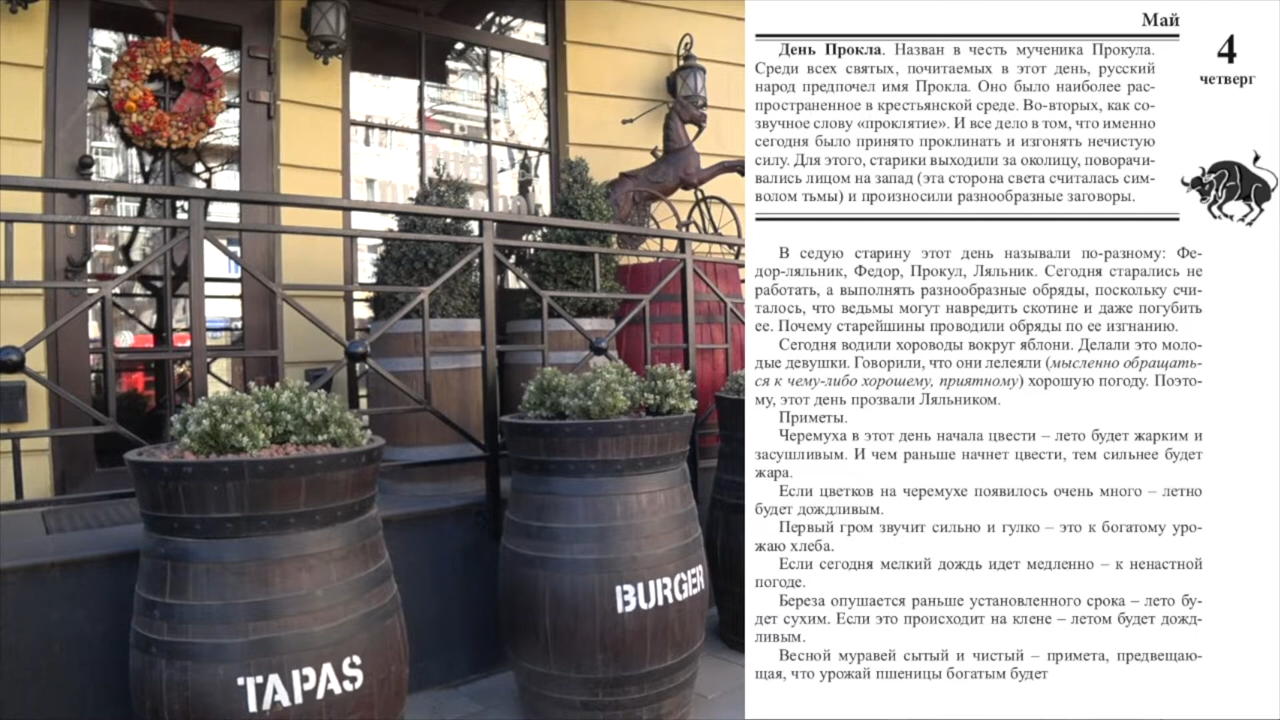 TAPAS
BURGER
Май
4
четверг
День Прокла. Назван в честь мученика Прокула.
Среди всех святых, почитаемых в этот день, русский
народ предпочел имя Прокла. Оно было наиболее рас-
пространенное в крестьянской среде. Во-вторых, как со-
звучное слову «проклятие». И все дело в том, что именно
сегодня было принято проклинать и изгонять нечистую
силу. Для этого, старики выходили за околицу, поворачи-
вались лицом на запад (эта сторона света считалась сим-
волом тьмы) и произносили разнообразные заговоры.
В седую старину этот день называли по-разному: Фе-
дор-ляльник, Федор, Прокул, Ляльник. Сегодня старались не
работать, а выполнять разнообразные обряды, поскольку счи-
талось, что ведьмы могут навредить скотине и даже погубить
ее. Почему старейшины проводили обряды по ее изгнанию.
Сегодня водили хороводы вокруг яблони. Делали это моло-
дые девушки. Говорили, что они лелеяли (мысленно обращать-
ся к чему-либо хорошему, приятному) хорошую погоду. Поэто-
му, этот день прозвали Ляльником.
Приметы.
Черемуха в этот день начала цвести – лето будет жарким и
засушливым. И чем раньше начнет цвести, тем сильнее будет
жара.
Если цветков на черемухе появилось очень много – летно
будет дождливым.
Первый гром звучит сильно и гулко – это к богатому уро-
жаю хлеба.
Если сегодня мелкий дождь идет медленно – к ненастной
погоде.
Береза опушается раньше установленного срока – лето бу-
дет сухим. Если это происходит на клене – летом будет дожд-
ливым.
Весной муравей сытый и чистый – примета, предвещаю-
щая, что урожай пшеницы богатым будет